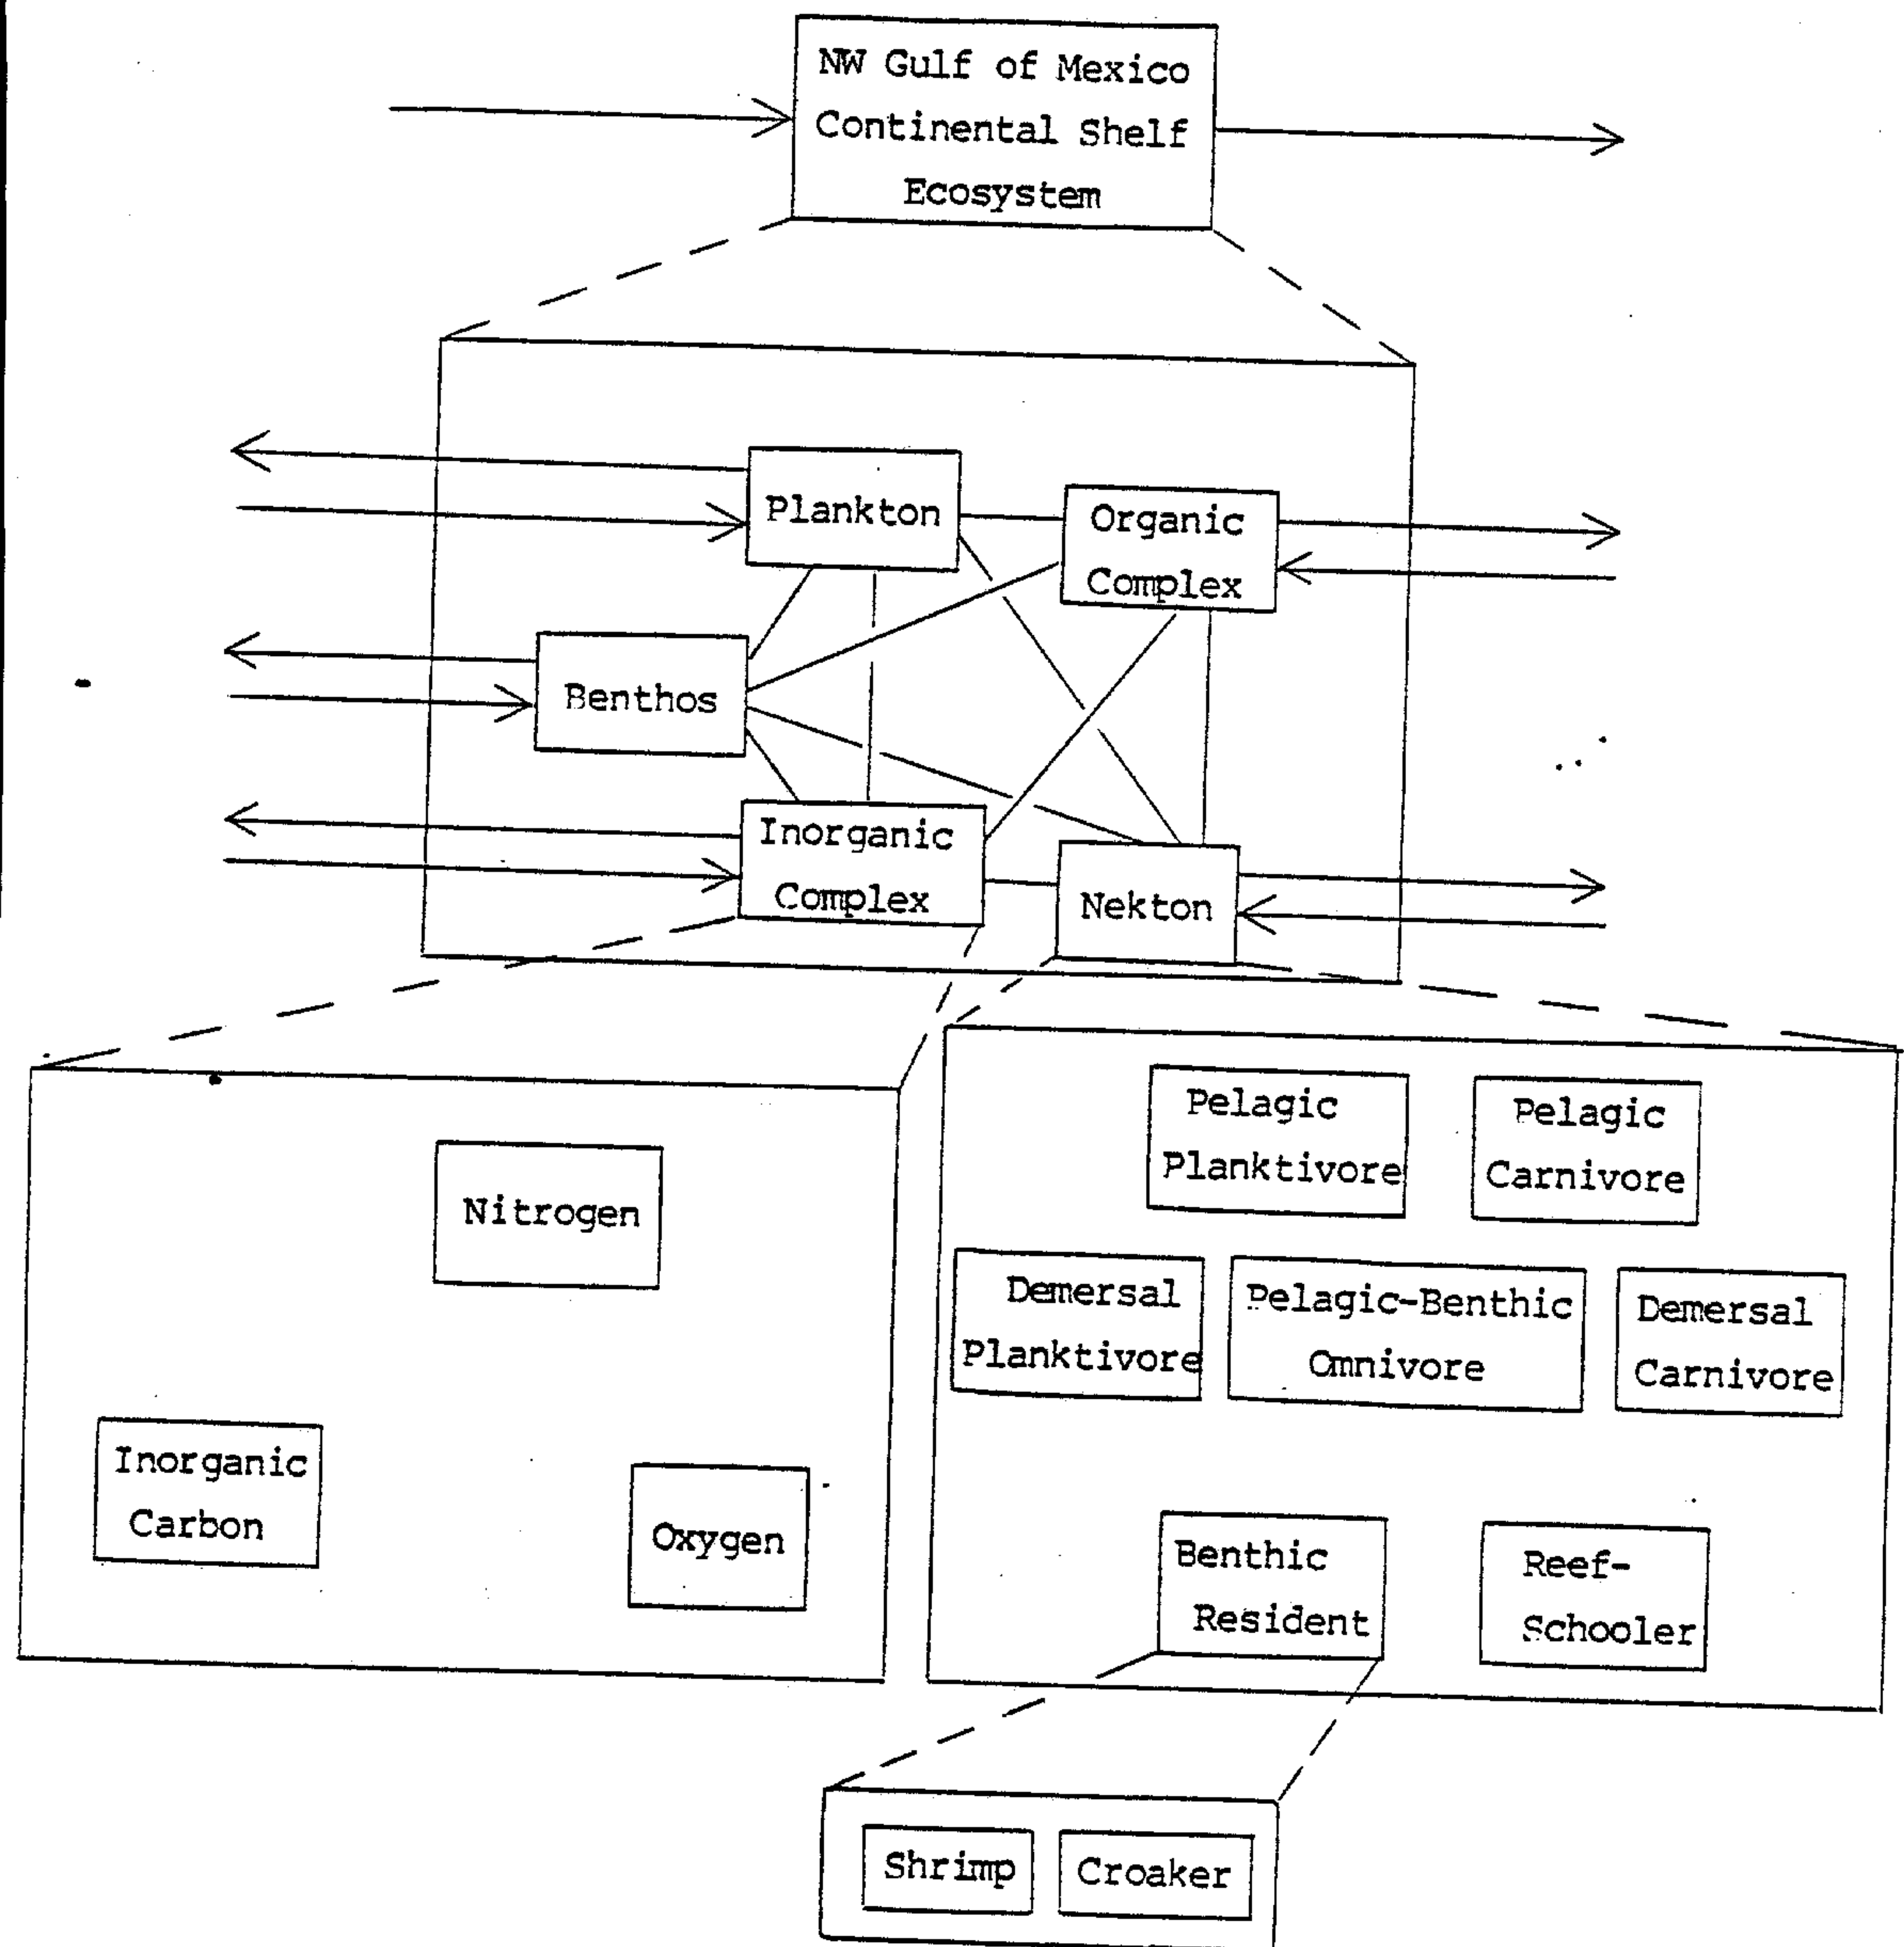 NW Gulf of Mexico
Continental Shelf
Ecosystem
Plankton
Organic
Complex
Benthos
Inorganic
Complex
Nekton
Nitrogen
Inorganic
Carbon
Oxygen
Pelagic
Planktivore
Pelagic
Carnivore
Demersal
Planktivore
Pelagic-Benthic
Omnivore
Demersal
Carnivore
Benthic
Resident
Reef-
Schooler
Shrimp
Croaker